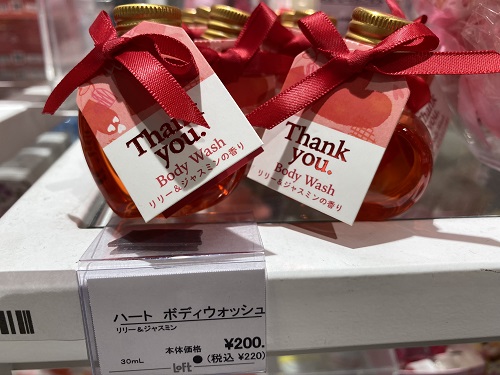 Thank
you.
Body Wash
リリー&ジャスミンの香り
Thank
you.
Body Wash
リリー&ジャスミンの香り
ハート ボディウォッシュ
リリー&ジャスミン
本体価格 ¥200.
30mL ●(税込 ¥220)
Loft